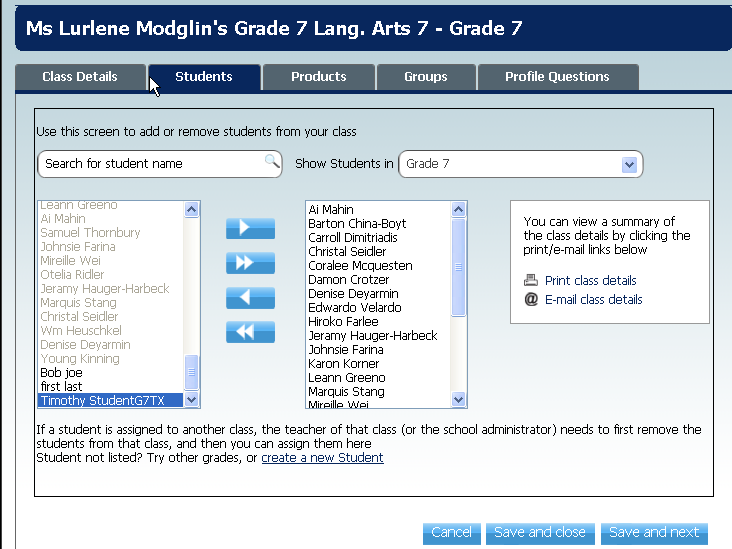 Ms Lurlene Modglin's Grade 7 Lang. Arts 7 - Grade 7
Class Details
Students
Products
Groups
Profile Questions
Use this screen to add or remove students from your class
Search for student name
Show Students in
Grade 7
Leann Greeno
Ai Mahin
Samuel Thornbury
Johnsie Farina
Mireille Wei
Otelia Ridler
Jeramy Hauger-Harbeck
Marquis Stang
Christal Seidler
Wm Heuschkel
Denise Deyarmin
Young Kinning
Bob joe
first last
Timothy StudentG7TX
Ai Mahin
Barton China-Boyt
Carroll Dimitriadis
Christal Seidler
Coralee Mcquesten
Damon Crotzer
Denise Deyarmin
Edwardo Velardo
Hiroko Farlee
Jeramy Hauger-Harbeck
Johnsie Farina
Karon Korner
Leann Greeno
Marquis Stang
Mireille Wei
You can view a summary of
the class details by clicking the
print/e-mail links below
Print class details
@ E-mail class details
If a student is assigned to another class, the teacher of that class (or the school administrator) needs to first remove the
students from that class, and then you can assign them here
Student not listed? Try other grades, or create a new Student
Cancel
Save and close
Save and next